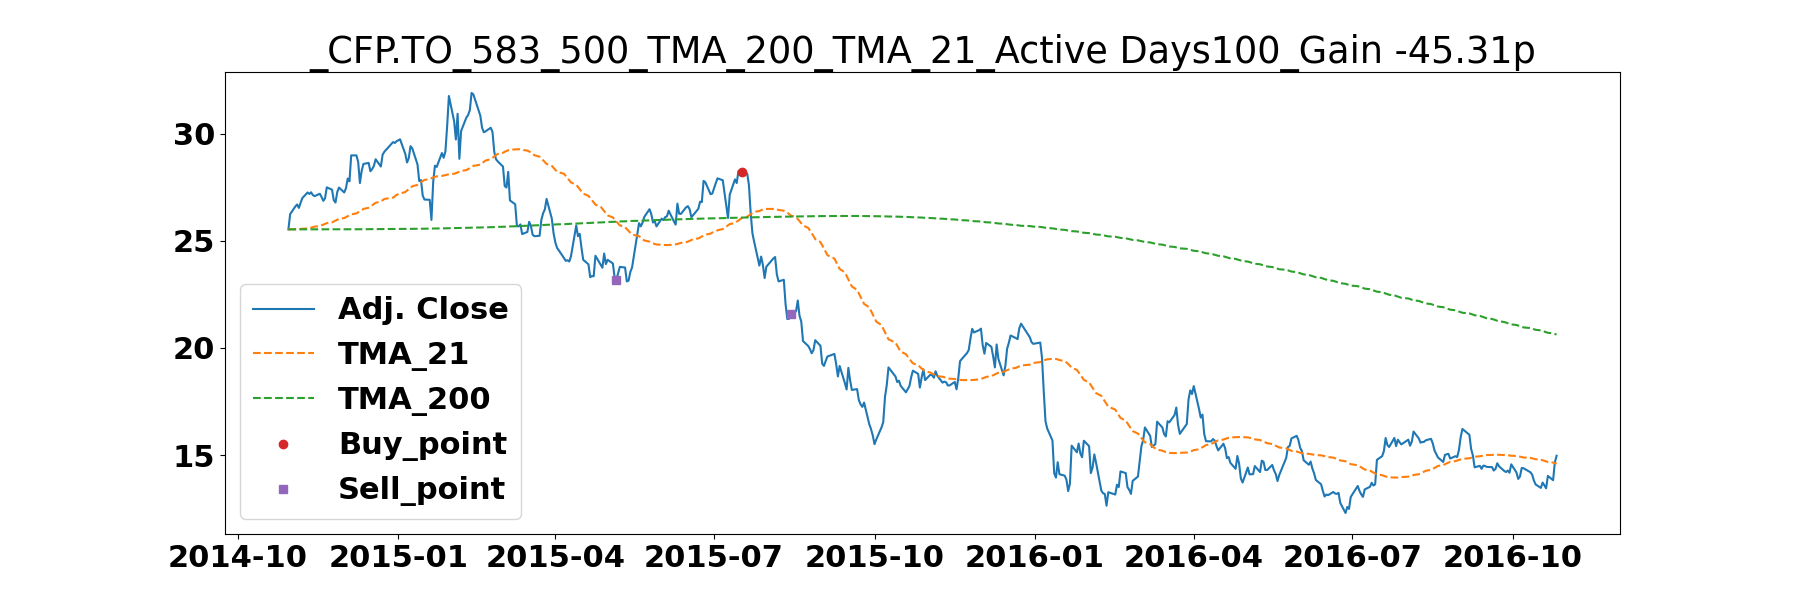 _CFP.TO_583_500_TMA_200_TMA_21_Active Days100_Gain -45.31p
30
25
20
15
Adj. Close
TMA_21
TMA_200
Buy_point
Sell_point
2014-10 2015-01 2015-04 2015-07 2015-10 2016-01 2016-04 2016-07 2016-10